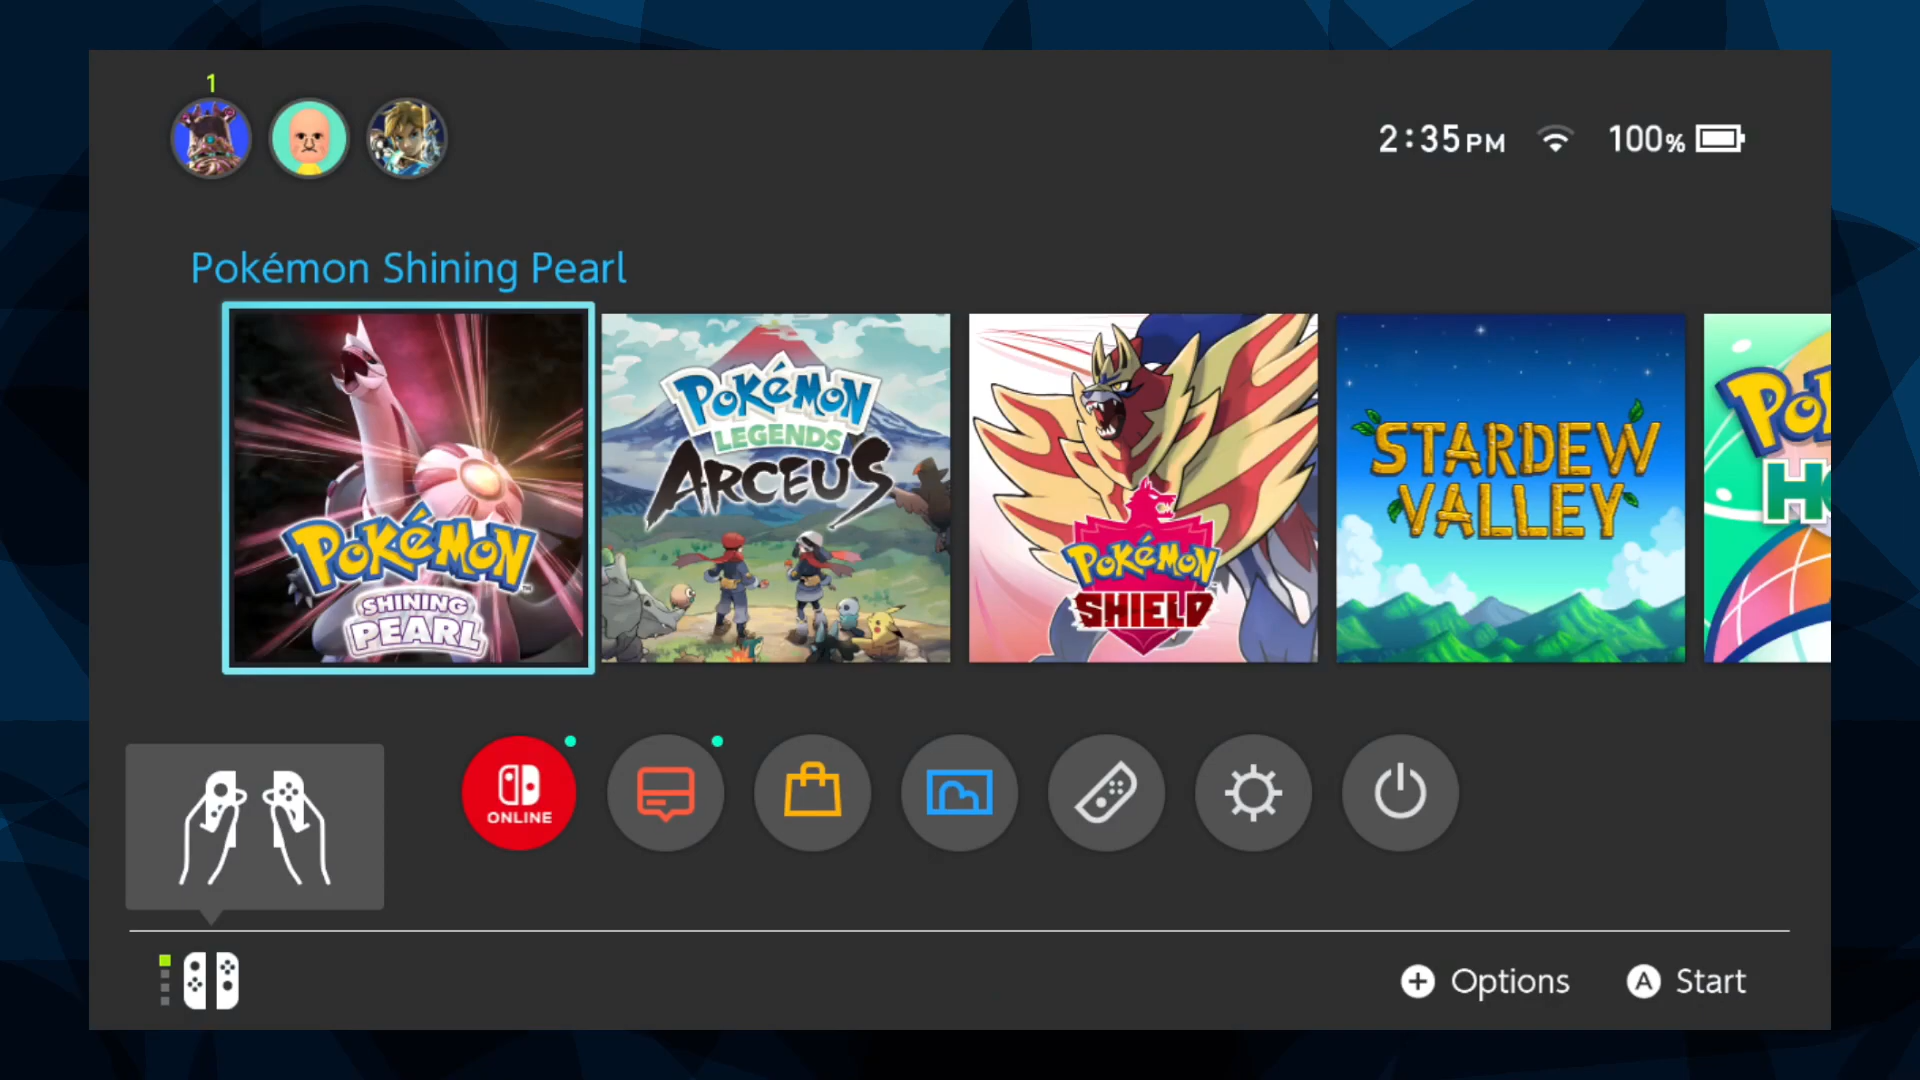 1
2:35 PM 100%
Pokémon Shining Pearl
POKéMON
SHINING
PEARL
POKéMON
LEGENDS
ARCEUS
POKéMON
SHIELD
STARDEW
VALLEY
ONLINE
+ Options
A Start